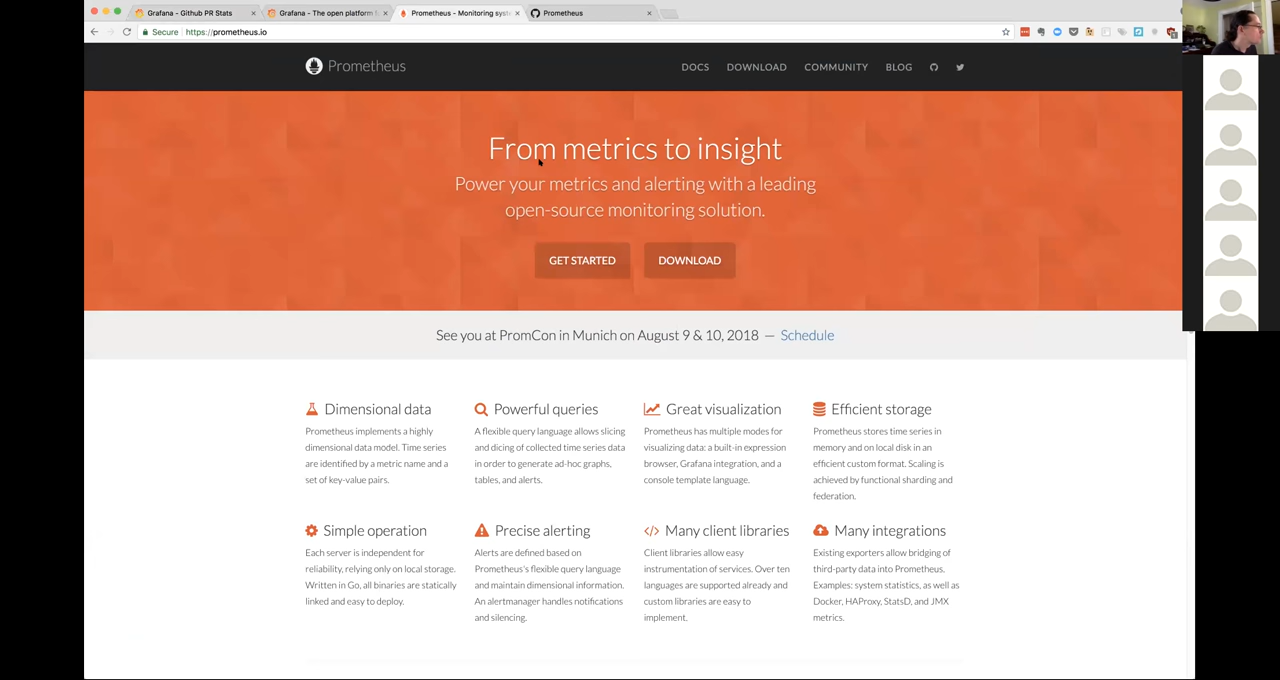 Grafana - Github PR Stats
Grafana - The open platform f
Prometheus - Monitoring syst
Prometheus
Secure
https://prometheus.io
Prometheus
DOCS
DOWNLOAD
COMMUNITY
BLOG
From metrics to insight
Power your metrics and alerting with a leading
open-source monitoring solution.
GET STARTED
DOWNLOAD
See you at PromCon in Munich on August 9 & 10, 2018 — Schedule
Dimensional data
Prometheus implements a highly
dimensional data model. Time series
are identified by a metric name and a
set of key-value pairs.
Powerful queries
A flexible query language allows slicing
and dicing of collected time series data
in order to generate ad-hoc graphs,
tables, and alerts.
Great visualization
Prometheus has multiple modes for
visualizing data: a built-in expression
browser, Grafana integration, and a
console template language.
Efficient storage
Prometheus stores time series in
memory and on local disk in an
efficient custom format. Scaling is
achieved by functional sharding and
federation.
Simple operation
Each server is independent for
reliability, relying only on local storage.
Written in Go, all binaries are statically
linked and easy to deploy.
Precise alerting
Alerts are defined based on
Prometheus's flexible query language
and maintain dimensional information.
An alertmanager handles notifications
and silencing.
Many client libraries
Client libraries allow easy
instrumentation of services. Over ten
languages are supported already and
custom libraries are easy to
implement.
Many integrations
Existing exporters allow bridging of
third-party data into Prometheus.
Examples: system statistics, as well as
Docker, HAProxy, StatsD, and JMX
metrics.